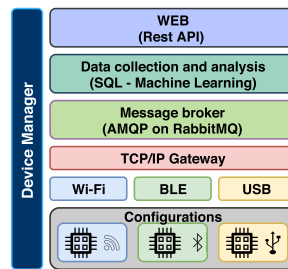 Device Manager
WEB
(Rest API)
Data collection and analysis
(SQL - Machine Learning)
Message broker
(AMQP on RabbitMQ)
TCP/IP Gateway
Wi-Fi
BLE
USB
Configurations